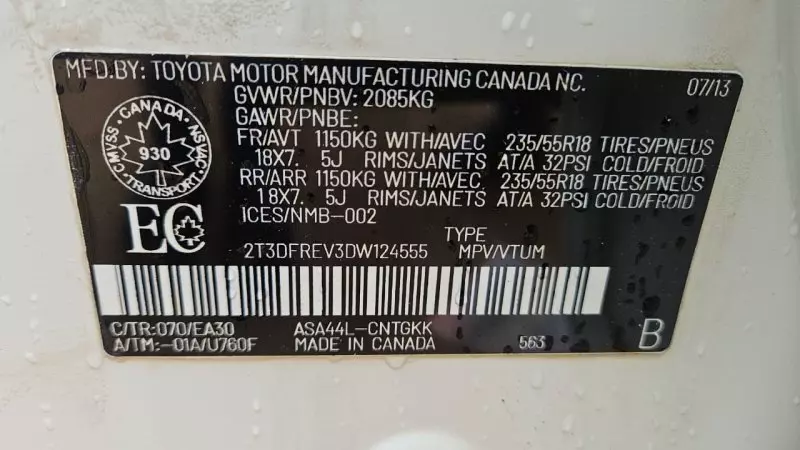 MFD.BY: TOYOTA MOTOR MANUFACTURING CANADA NC. 07/13
GVWR/PNBV: 2085KG
GAWR/PNBE:
FR/AVT 1150KG WITH/AVEC 235/55R18 TIRES/PNEUS
18X7. 5J RIMS/JANETS AT/A 32PSI COLD/FROID
RR/ARR 1150KG WITH/AVEC 235/55R18 TIRES/PNEUS
18X7. 5J RIMS/JANETS AT/A 32PSI COLD/FROID
ICES/NMB-002
CANADA
CMVSS 930 NSVAC
TRANSPORT
EC
TYPE
2T3DFREV3DW124555 MPV/VTUM
C/TR:070/EA30 ASA44L-CNTGKK
A/TM:-01A/U760F MADE IN CANADA 563 B